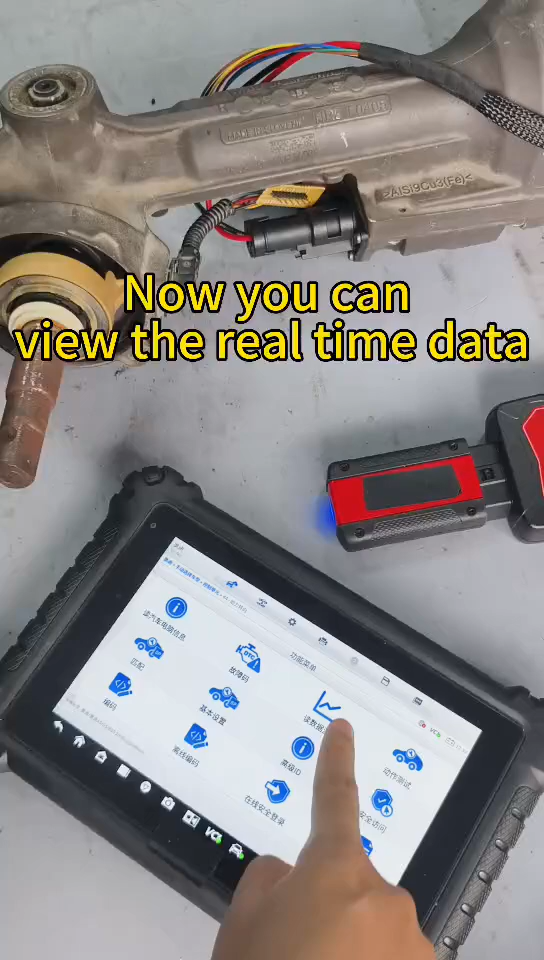 >AlSi9Cu3(Fe)<
Now you can
view the real time data
功能菜单
读汽车电脑信息
故障码
读数据
动作测试
匹配
基本设置
高级ID
安全访问
编码
离线编码
在线安全登录